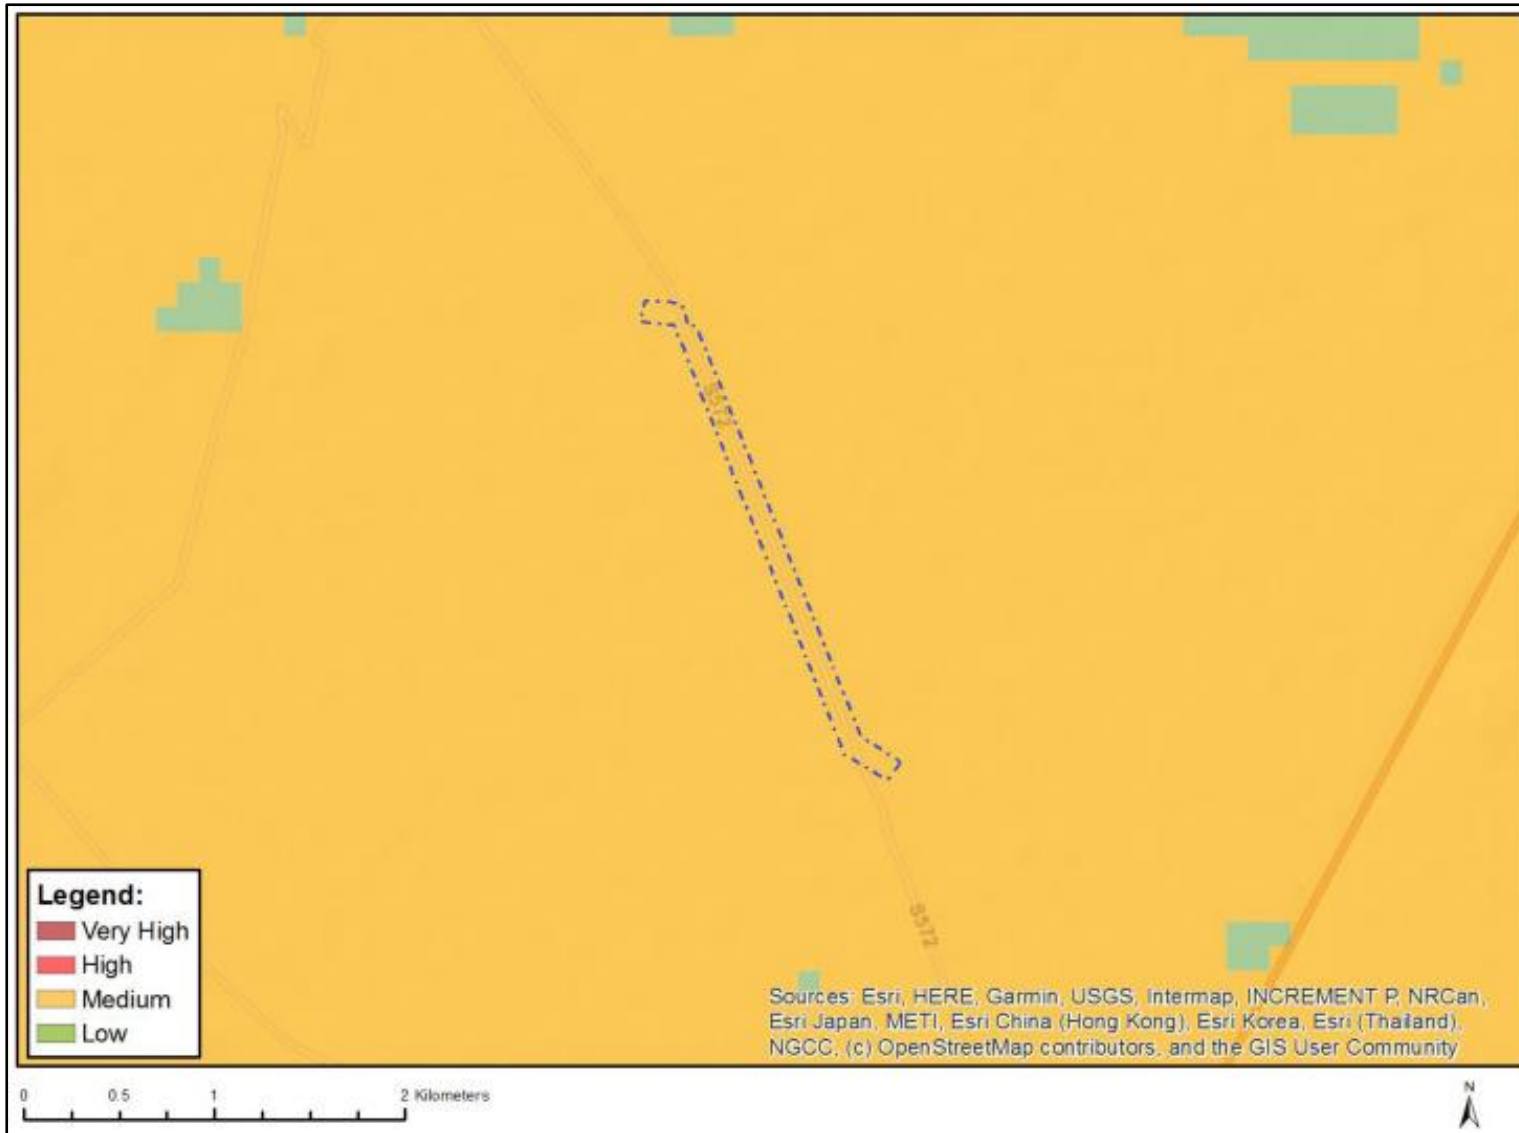 S572
S572
Legend:
Very High
High
Medium
Low
Sources: Esri, HERE, Garmin, USGS, Intermap, INCREMENT P, NRCan,
Esri Japan, METI, Esri China (Hong Kong), Esri Korea, Esri (Thailand),
NGCC, (c) OpenStreetMap contributors, and the GIS User Community
0 0.5 1 2 Kilometers
N